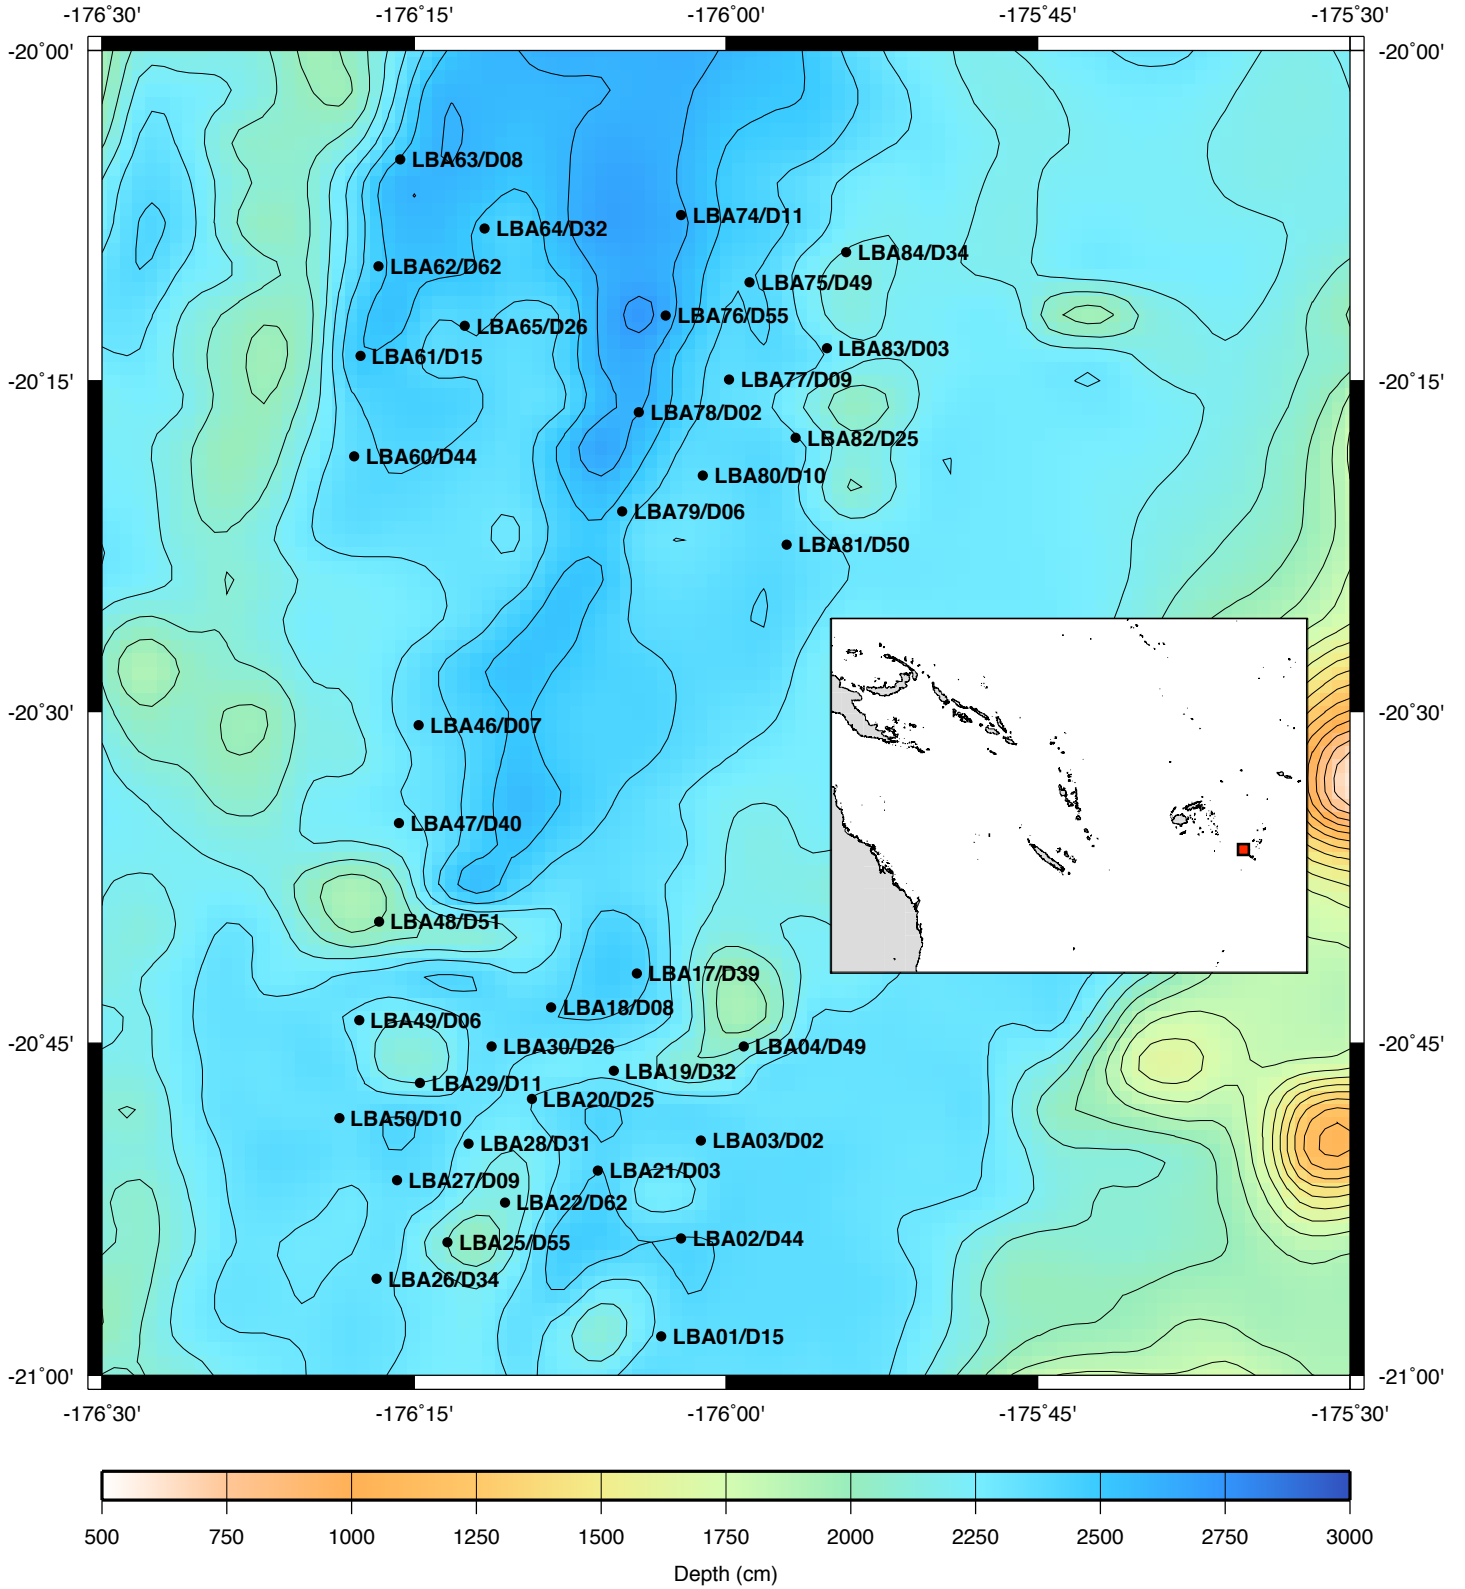 -176˚30' -176˚15' -176˚00' -175˚45' -175˚30'
-20˚00' -20˚00'
LBA63/D08
LBA74/D11
LBA64/D32
LBA84/D34
LBA62/D62
LBA75/D49
LBA76/D55
LBA65/D26
LBA83/D03
LBA61/D15
-20˚15' LBA77/D09 -20˚15'
LBA78/D02
LBA82/D25
LBA60/D44
LBA80/D10
LBA79/D06
LBA81/D50
-20˚30' -20˚30'
LBA46/D07
LBA47/D40
LBA48/D51
LBA17/D39
LBA18/D08
LBA49/D06
-20˚45' LBA30/D26 LBA04/D49 -20˚45'
LBA19/D32
LBA29/D11
LBA20/D25
LBA50/D10
LBA28/D31 LBA03/D02
LBA21/D03
LBA27/D09
LBA22/D62
LBA25/D55 LBA02/D44
LBA26/D34
LBA01/D15
-21˚00' -21˚00'
-176˚30' -176˚15' -176˚00' -175˚45' -175˚30'
500 750 1000 1250 1500 1750 2000 2250 2500 2750 3000
Depth (cm)